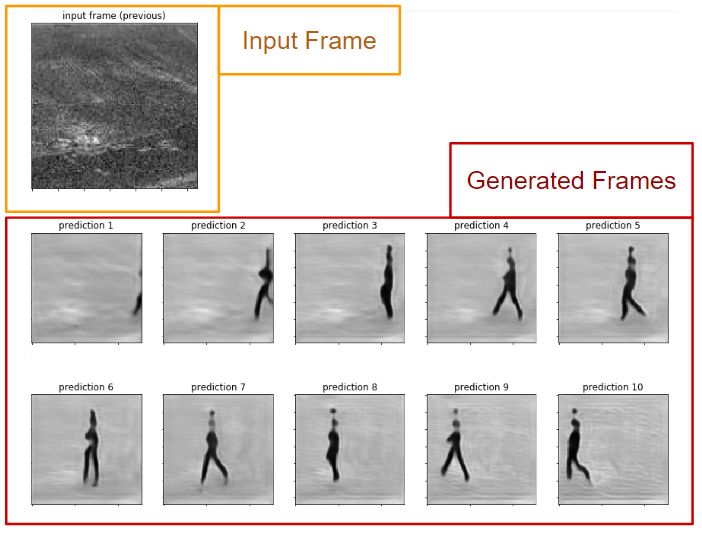 input frame (previous)
Input Frame
Generated Frames
prediction 1
prediction 2
prediction 3
prediction 4
prediction 5
prediction 6
prediction 7
prediction 8
prediction 9
prediction 10